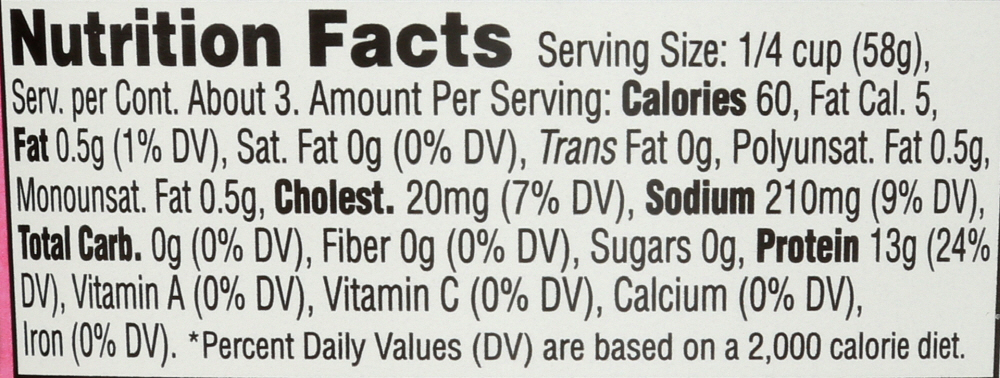 Nutrition Facts Serving Size: 1/4 cup (58g),
Serv. per Cont. About 3. Amount Per Serving: Calories 60, Fat Cal. 5,
Fat 0.5g (1% DV), Sat. Fat 0g (0% DV), Trans Fat 0g, Polyunsat. Fat 0.5g,
Monounsat. Fat 0.5g, Cholest. 20mg (7% DV), Sodium 210mg (9% DV),
Total Carb. 0g (0% DV), Fiber 0g (0% DV), Sugars 0g, Protein 13g (24%
DV), Vitamin A (0% DV), Vitamin C (0% DV), Calcium (0% DV),
Iron (0% DV). *Percent Daily Values (DV) are based on a 2,000 calorie diet.